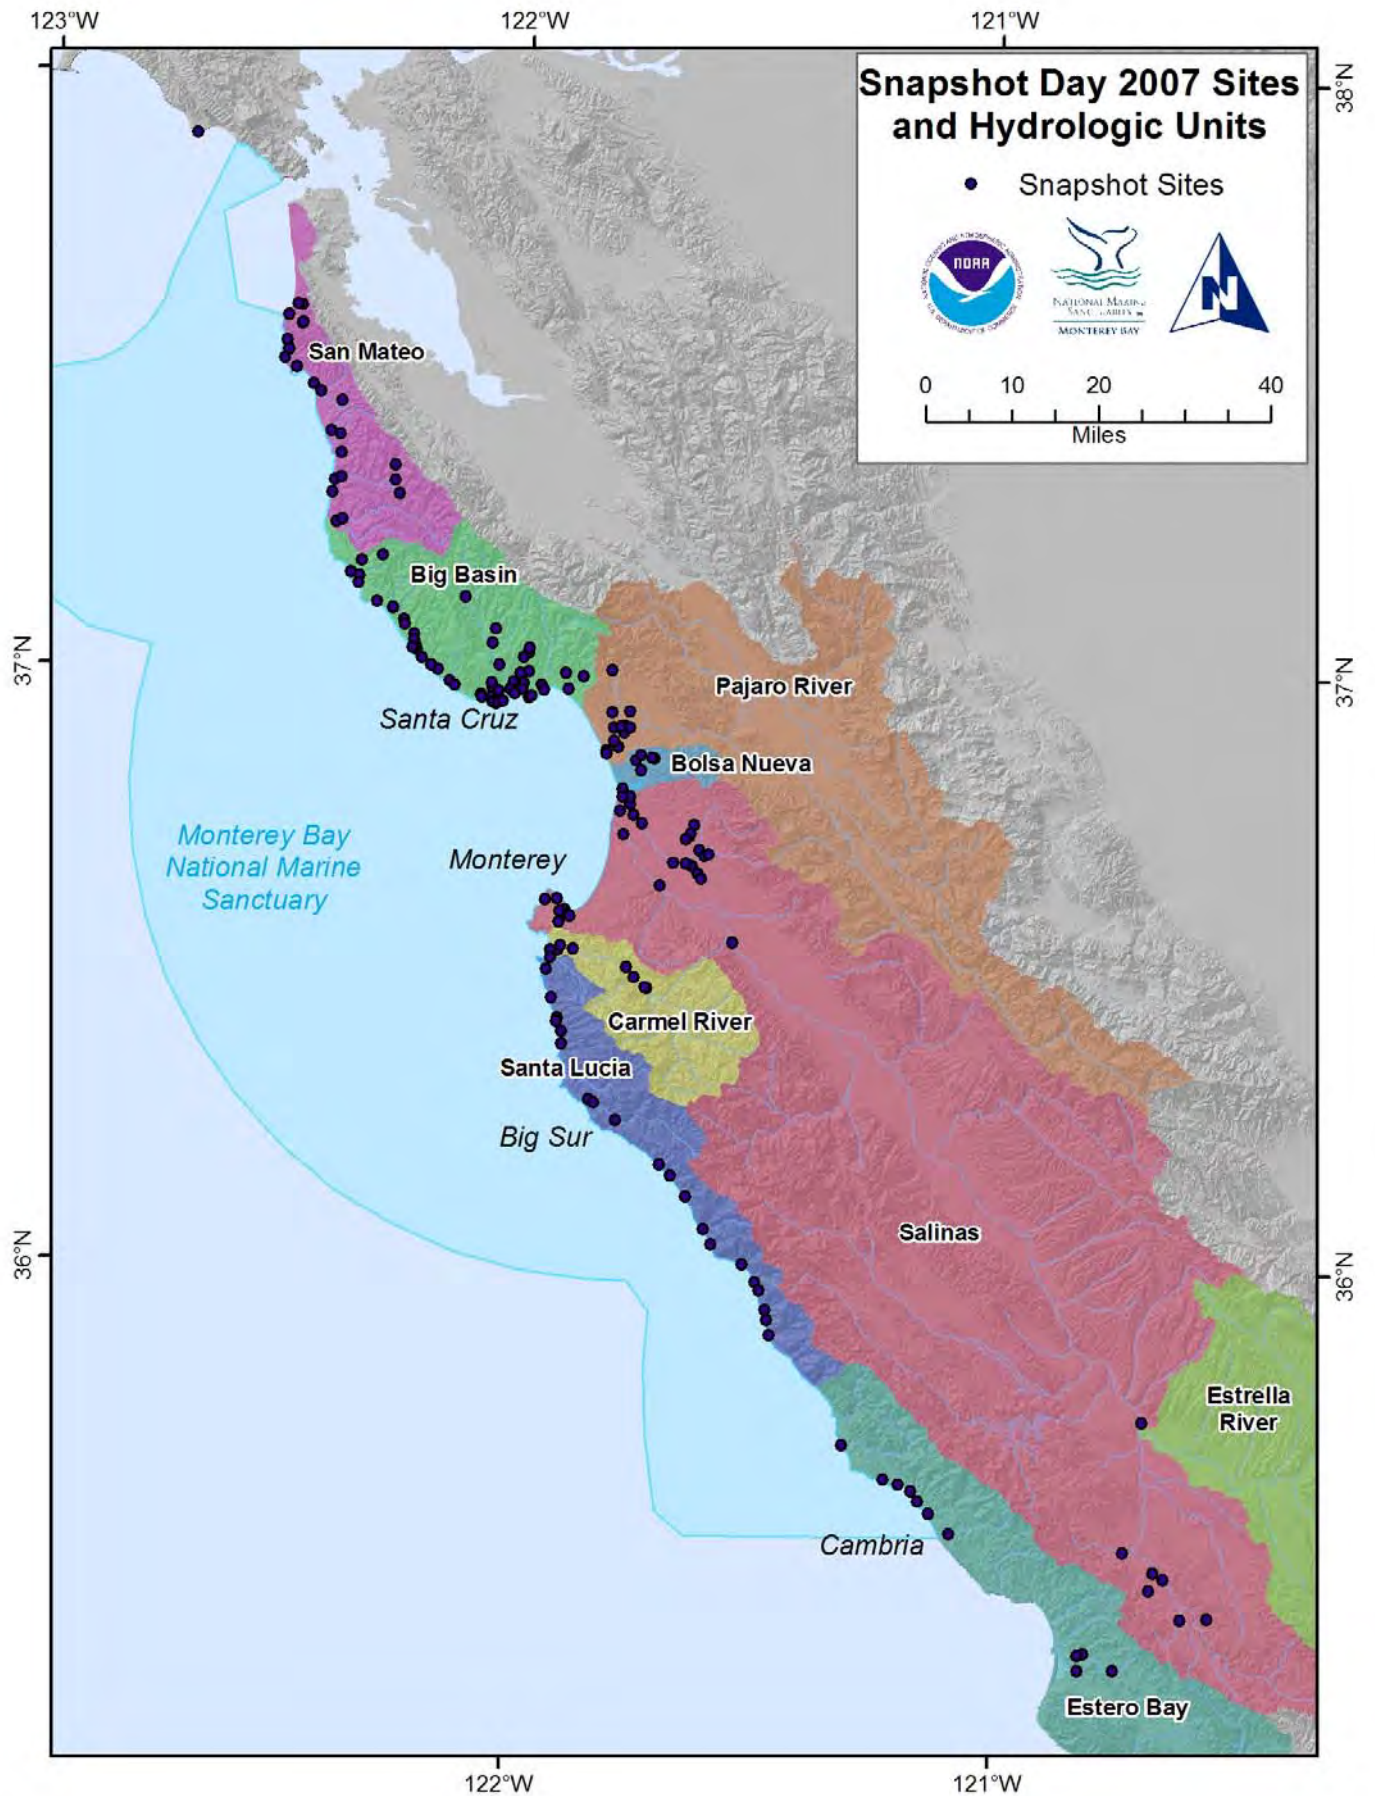 123°W
122°W
121°W
Snapshot Day 2007 Sites
and Hydrologic Units
Snapshot Sites
NOAA
NATIONAL MARINE
MONTEREY BAY
N
0 10 20 40
Miles
38°N
San Mateo
Big Basin
37°N
37°N
Pajaro River
Santa Cruz
Bolsa Nueva
Monterey Bay
National Marine
Sanctuary
Monterey
Carmel River
Santa Lucia
Big Sur
Salinas
36°N
36°N
Estrella
River
Cambria
Estero Bay
122°W
121°W